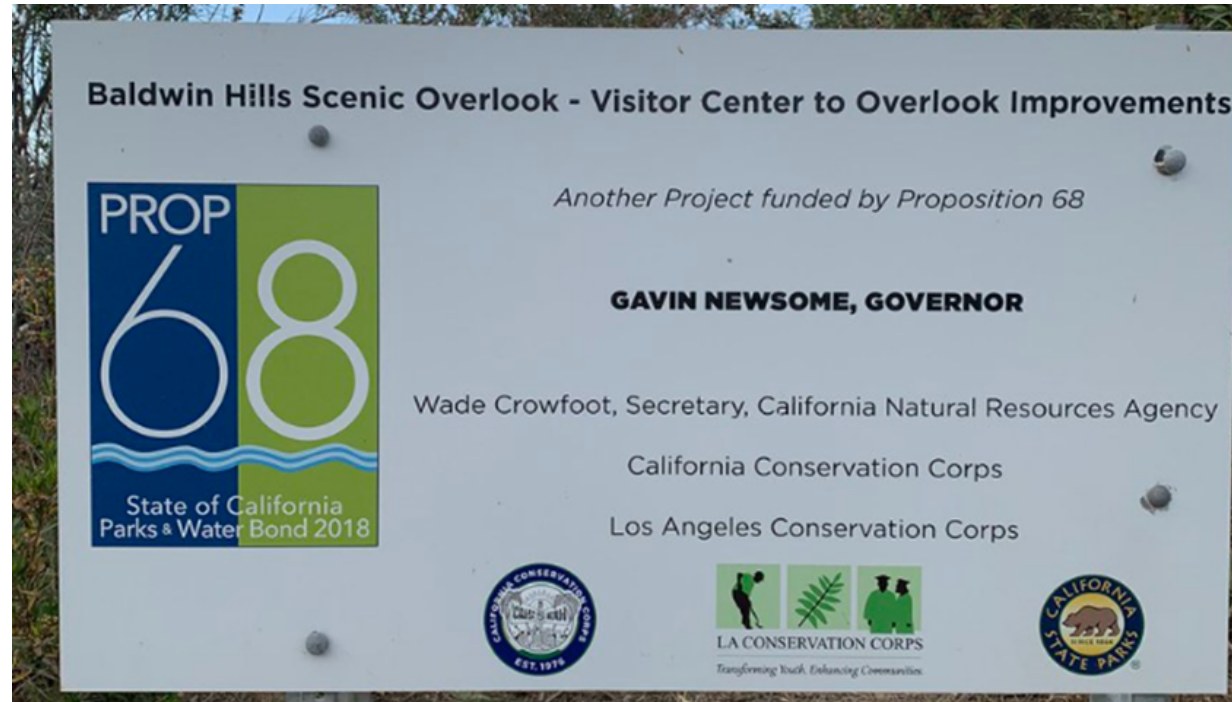 Baldwin Hills Scenic Overlook - Visitor Center to Overlook Improvements
PROP
68
State of California
Parks & Water Bond 2018
Another Project funded by Proposition 68
GAVIN NEWSOME, GOVERNOR
Wade Crowfoot, Secretary, California Natural Resources Agency
California Conservation Corps
Los Angeles Conservation Corps
CALIFORNIA CONSERVATION CORPS
EST. 1976
LA CONSERVATION CORPS
Transforming Youth. Enhancing Communities.
CALIFORNIA
SINCE 1864
STATE PARKS
®